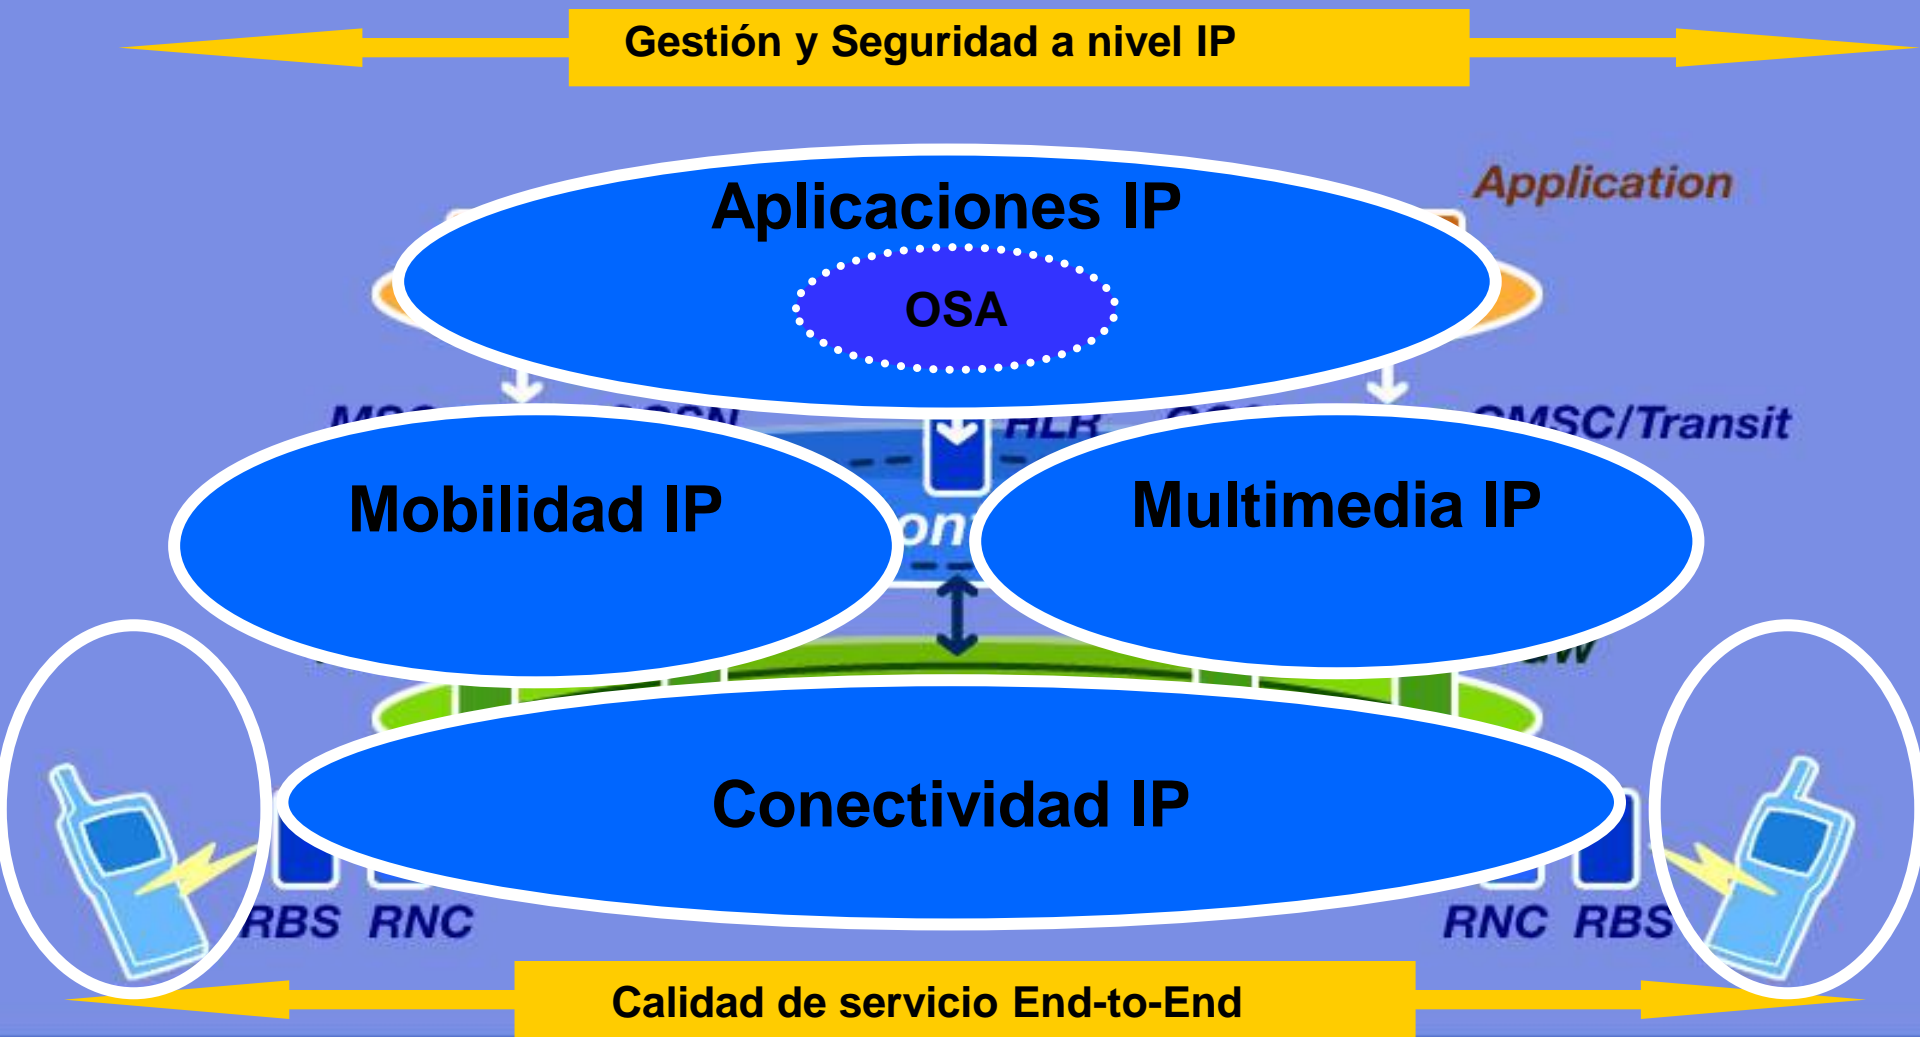 Gestión y Seguridad a nivel IP
Application
Aplicaciones IP
OSA
HLR
GMSC/Transit
Mobilidad IP
Multimedia IP
Conectividad IP
RBS RNC
RNC RBS
Calidad de servicio End-to-End